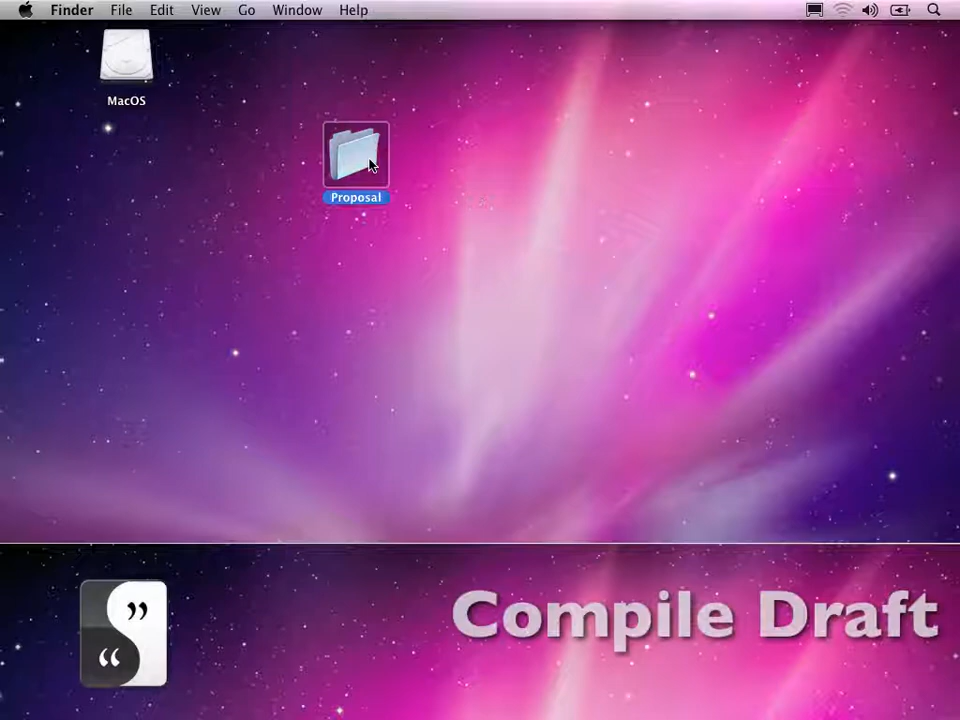 Finder File Edit View Go Window Help
MacOS
Proposal
”
“
Compile Draft